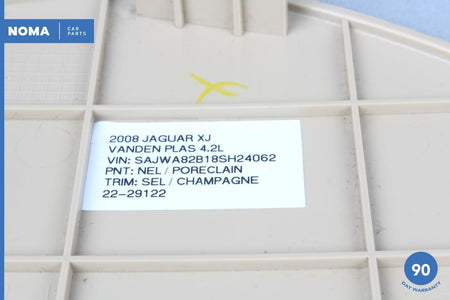 NOMA CAR PARTS
2008 JAGUAR XJ
VANDEN PLAS 4.2L
VIN: SAJWA82B18SH24062
PNT: NEL / PORECLAIN
TRIM: SEL / CHAMPAGNE
22-29122
90
DAY WARRANTY